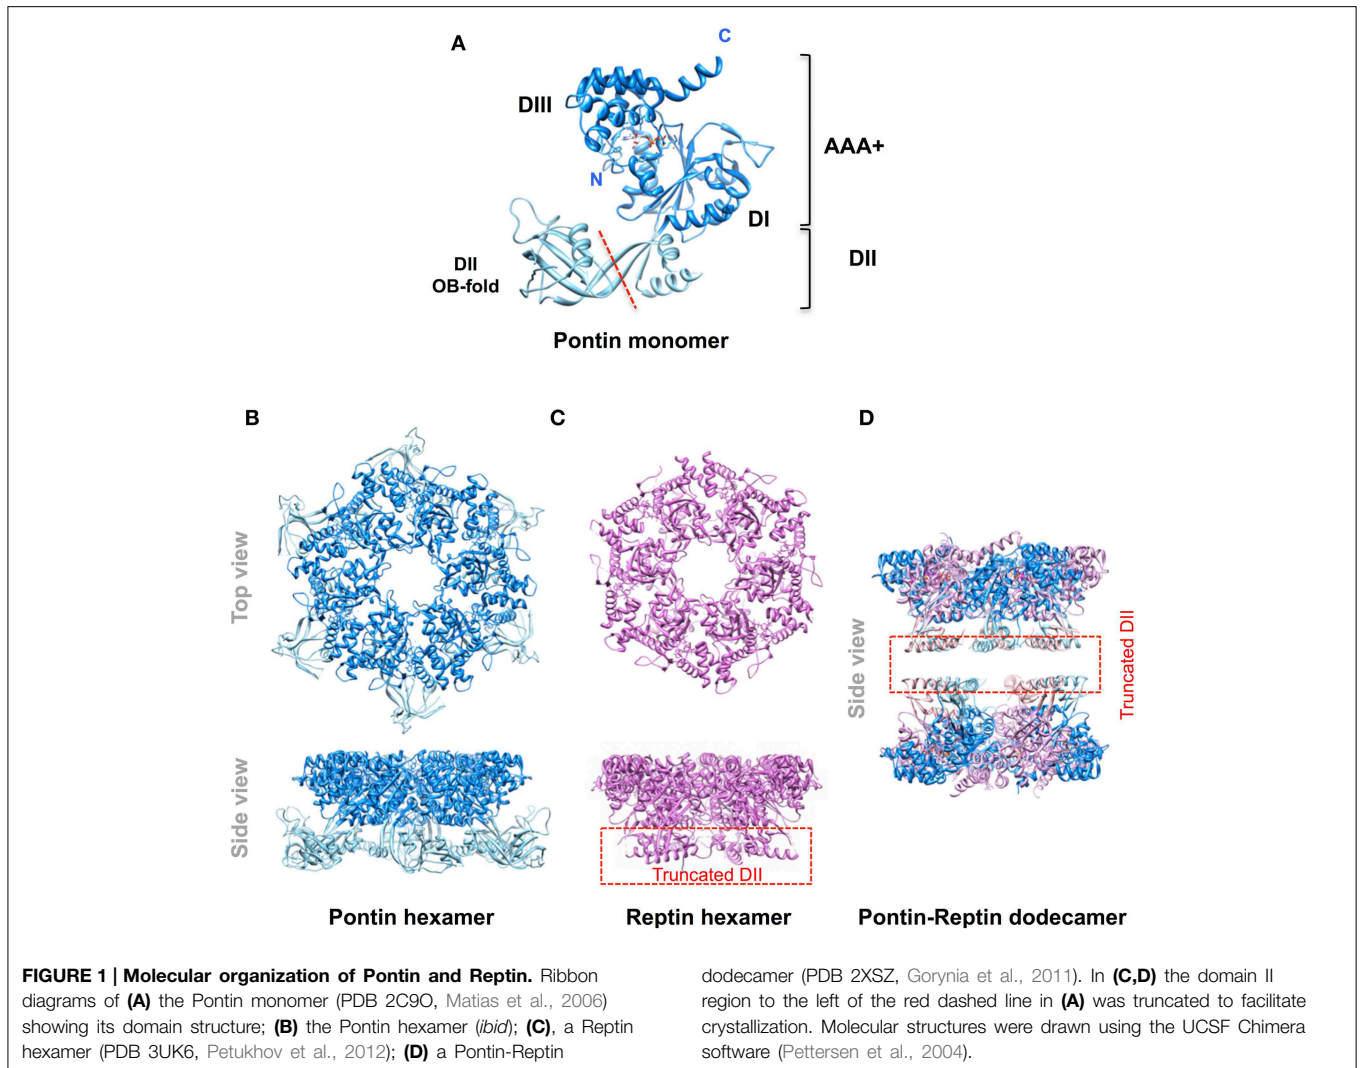 A
C
DIII
AAA+
N
DI
DII
DII
OB-fold
Pontin monomer
B
C
D
Top view
Side view
Side view
Truncated DII
Truncated DII
Pontin hexamer
Reptin hexamer
Pontin-Reptin dodecamer
FIGURE 1 | Molecular organization of Pontin and Reptin. Ribbon
diagrams of (A) the Pontin monomer (PDB 2C9O, Matias et al., 2006)
showing its domain structure; (B) the Pontin hexamer (ibid); (C), a Reptin
hexamer (PDB 3UK6, Petukhov et al., 2012); (D) a Pontin-Reptin
dodecamer (PDB 2XSZ, Gorynia et al., 2011). In (C,D) the domain II
region to the left of the red dashed line in (A) was truncated to facilitate
crystallization. Molecular structures were drawn using the UCSF Chimera
software (Pettersen et al., 2004).